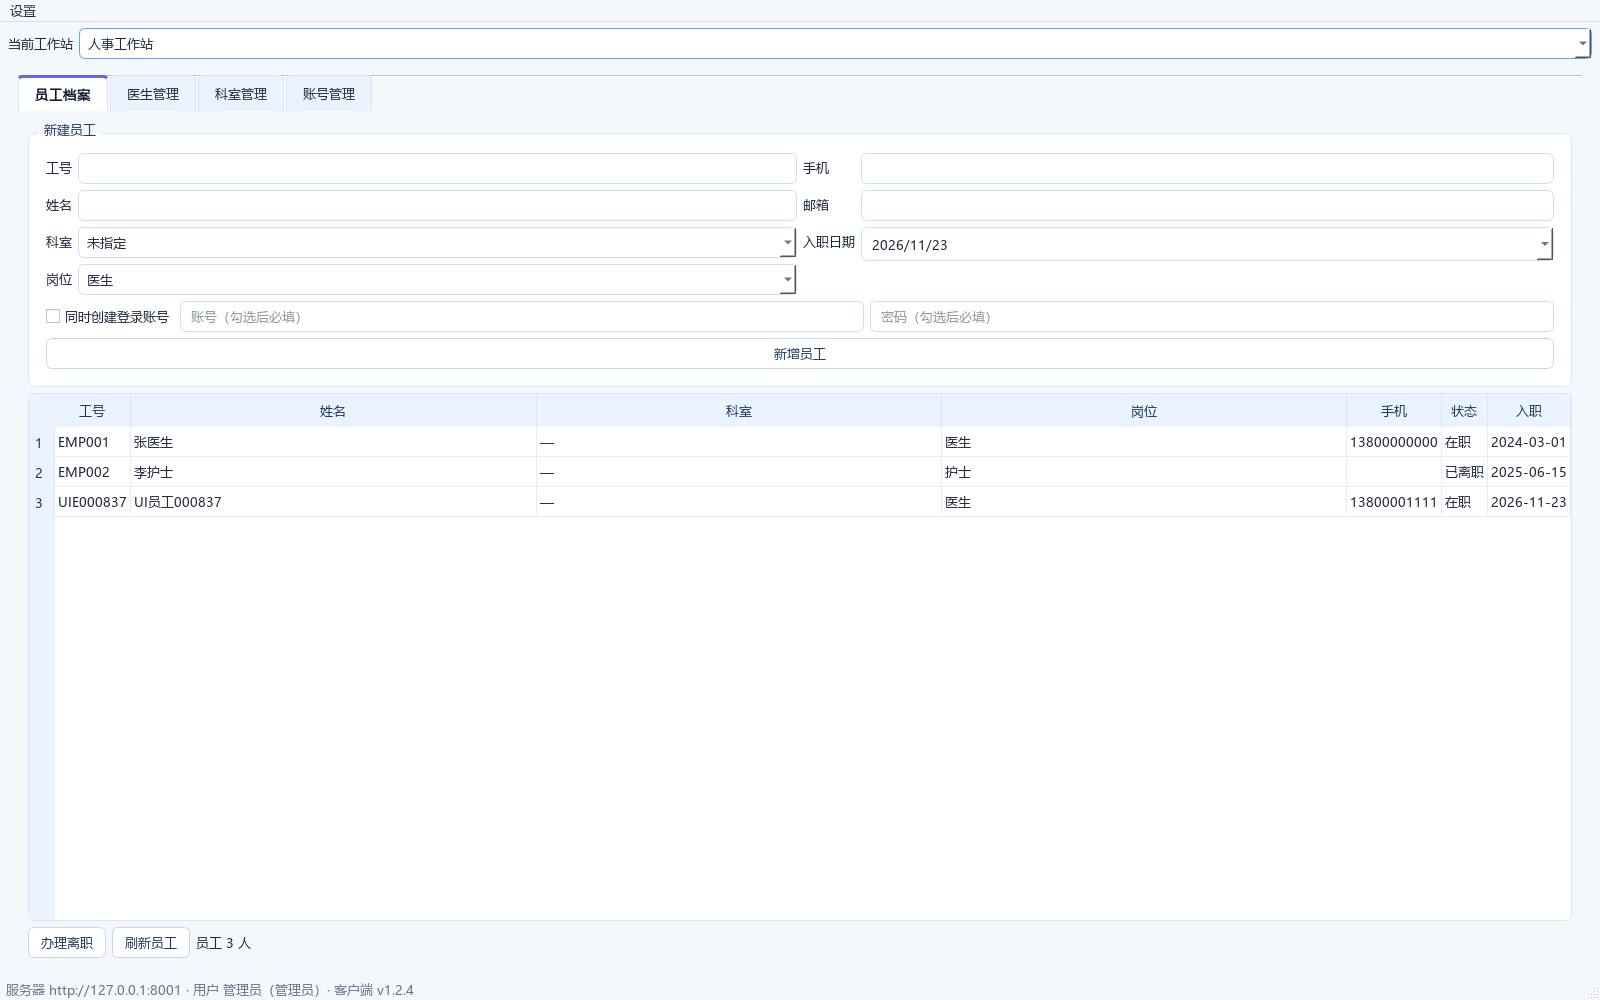 设置
当前工作站 人事工作站
员工档案 医生管理 科室管理 账号管理
新建员工
工号 手机
姓名 邮箱
科室 未指定 入职日期 2026/11/23
岗位 医生
同时创建登录账号 账号（勾选后必填） 密码（勾选后必填）
新增员工
工号 姓名 科室 岗位 手机 状态 入职
1 EMP001 张医生 — 医生 13800000000 在职 2024-03-01
2 EMP002 李护士 — 护士 已离职 2025-06-15
3 UIE000837 UI员工000837 — 医生 13800001111 在职 2026-11-23
办理离职 刷新员工 员工 3 人
服务器 http://127.0.0.1:8001 · 用户 管理员（管理员）· 客户端 v1.2.4